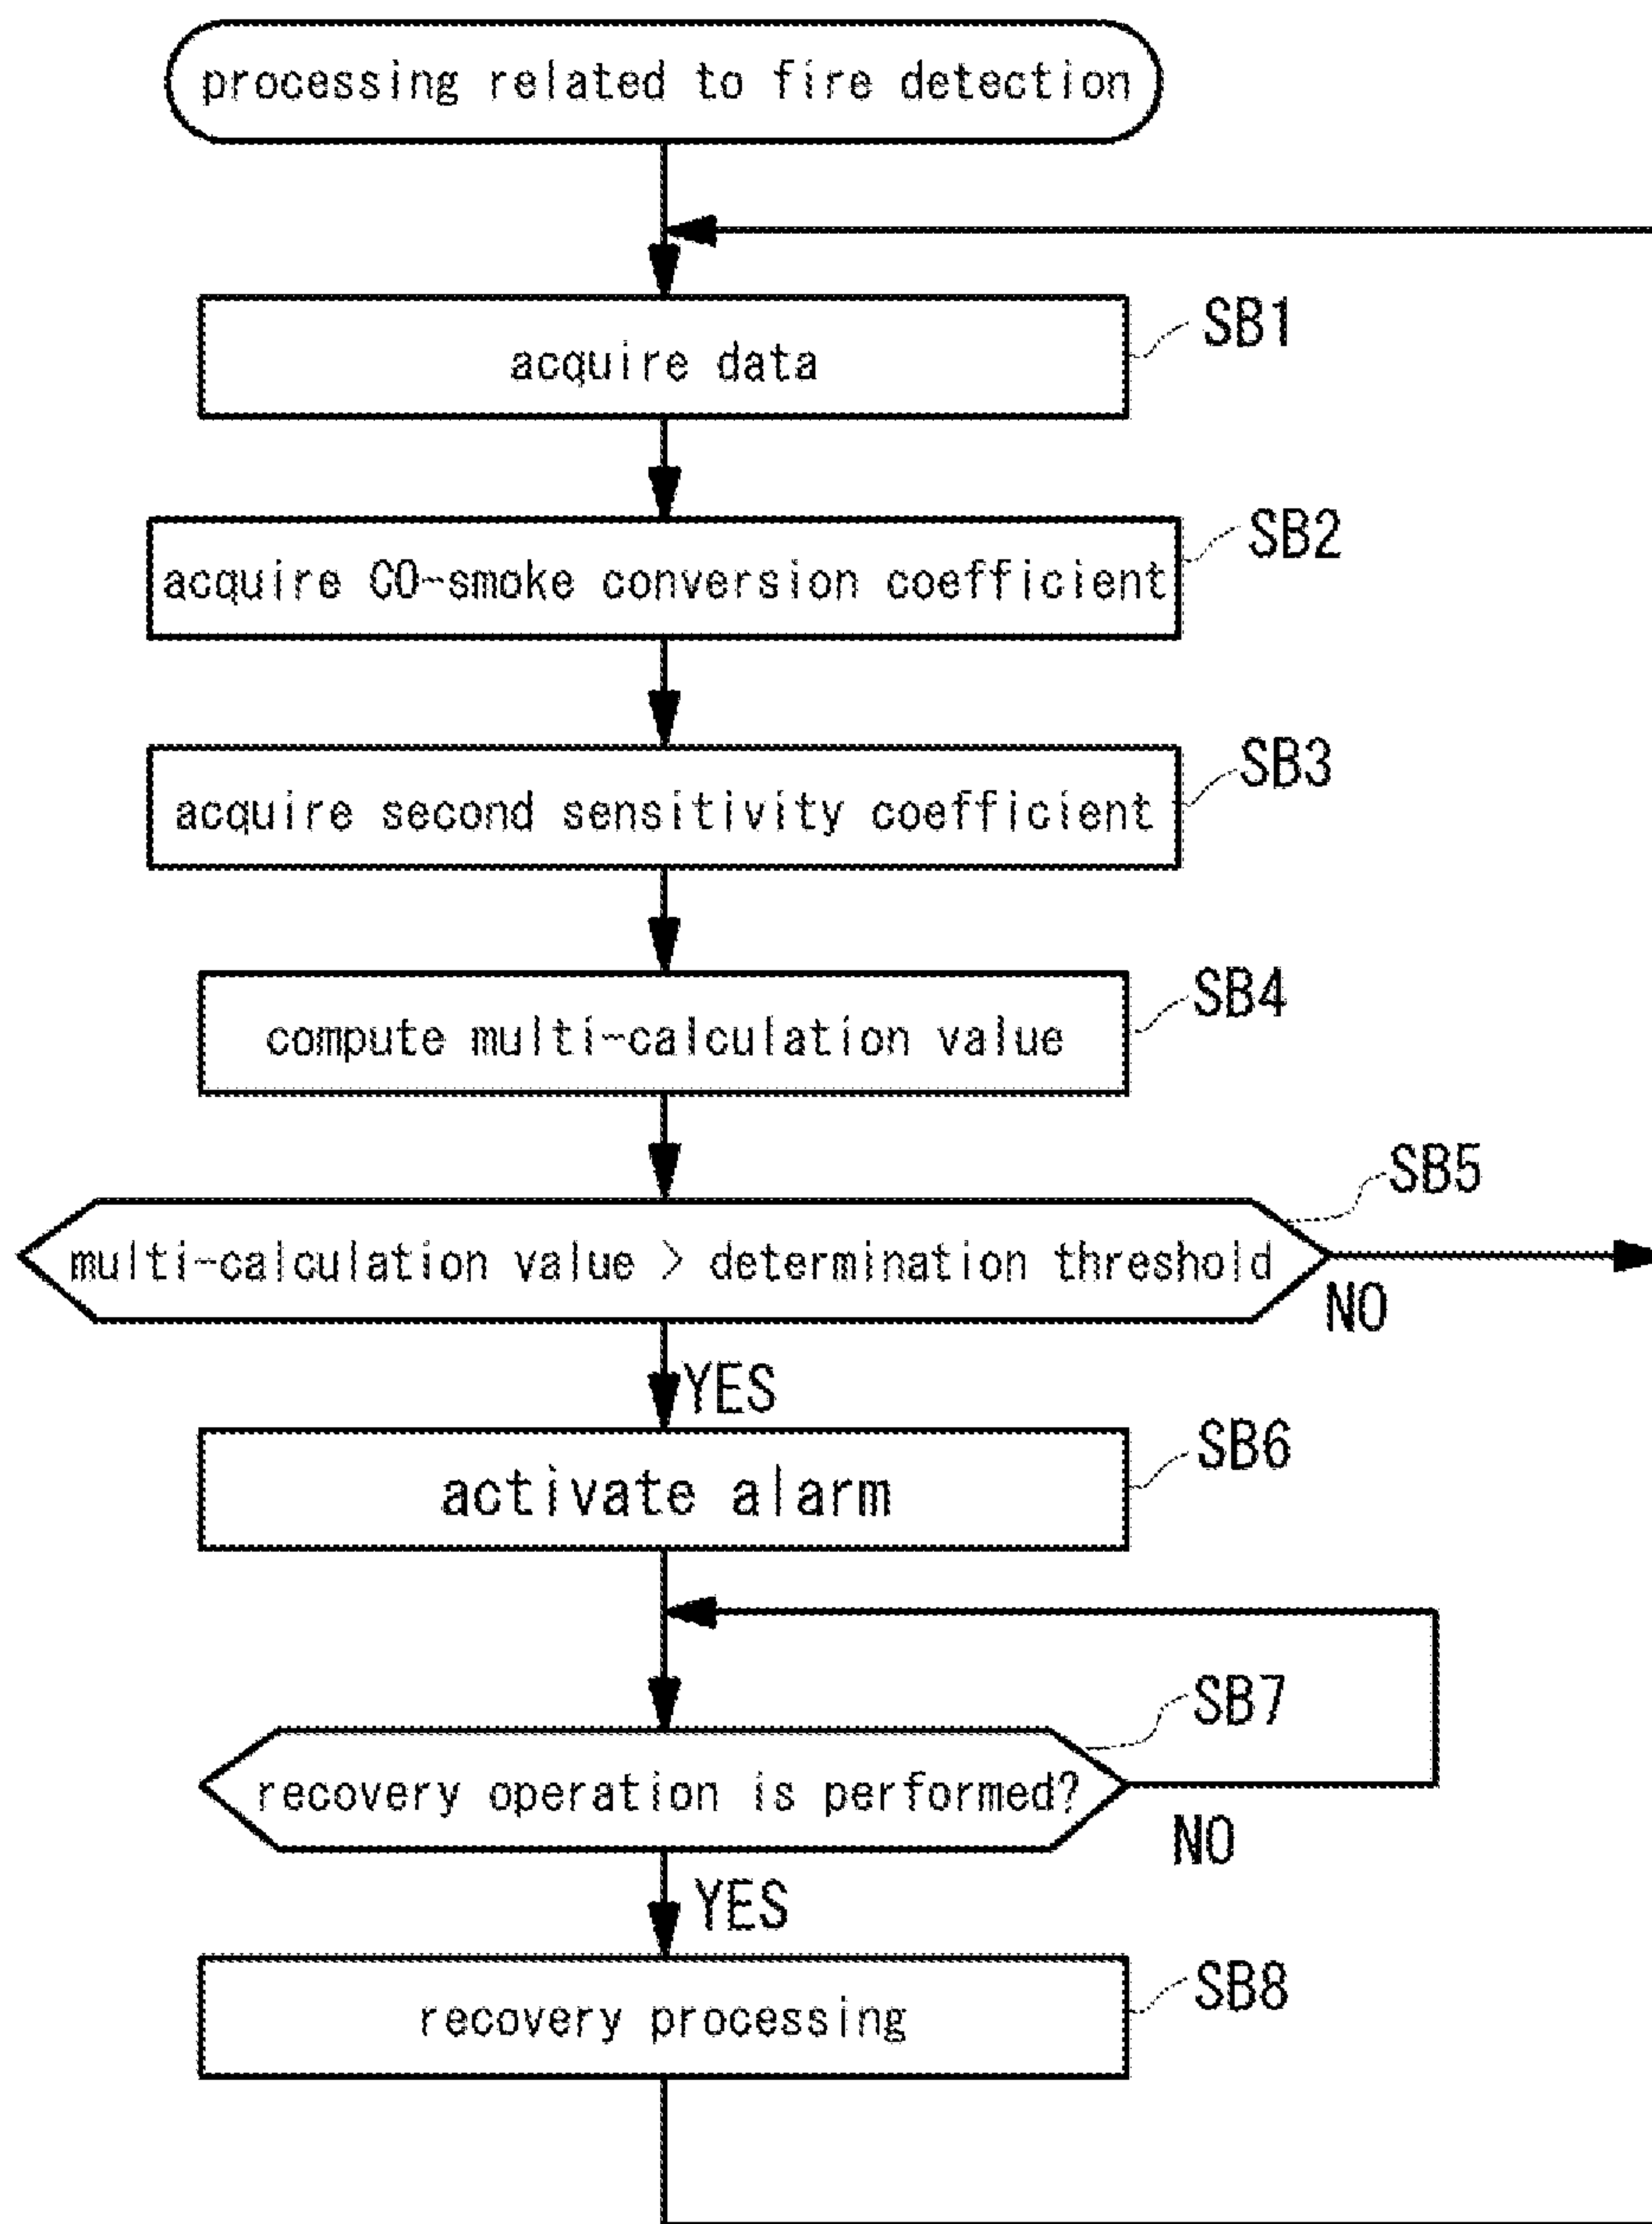 processing related to fire detection
SB1
acquire data
SB2
acquire CO-smoke conversion coefficient
SB3
acquire second sensitivity coefficient
SB4
compute multi-calculation value
SB5
multi-calculation value > determination threshold
NO
YES
SB6
activate alarm
SB7
recovery operation is performed?
NO
YES
SB8
recovery processing